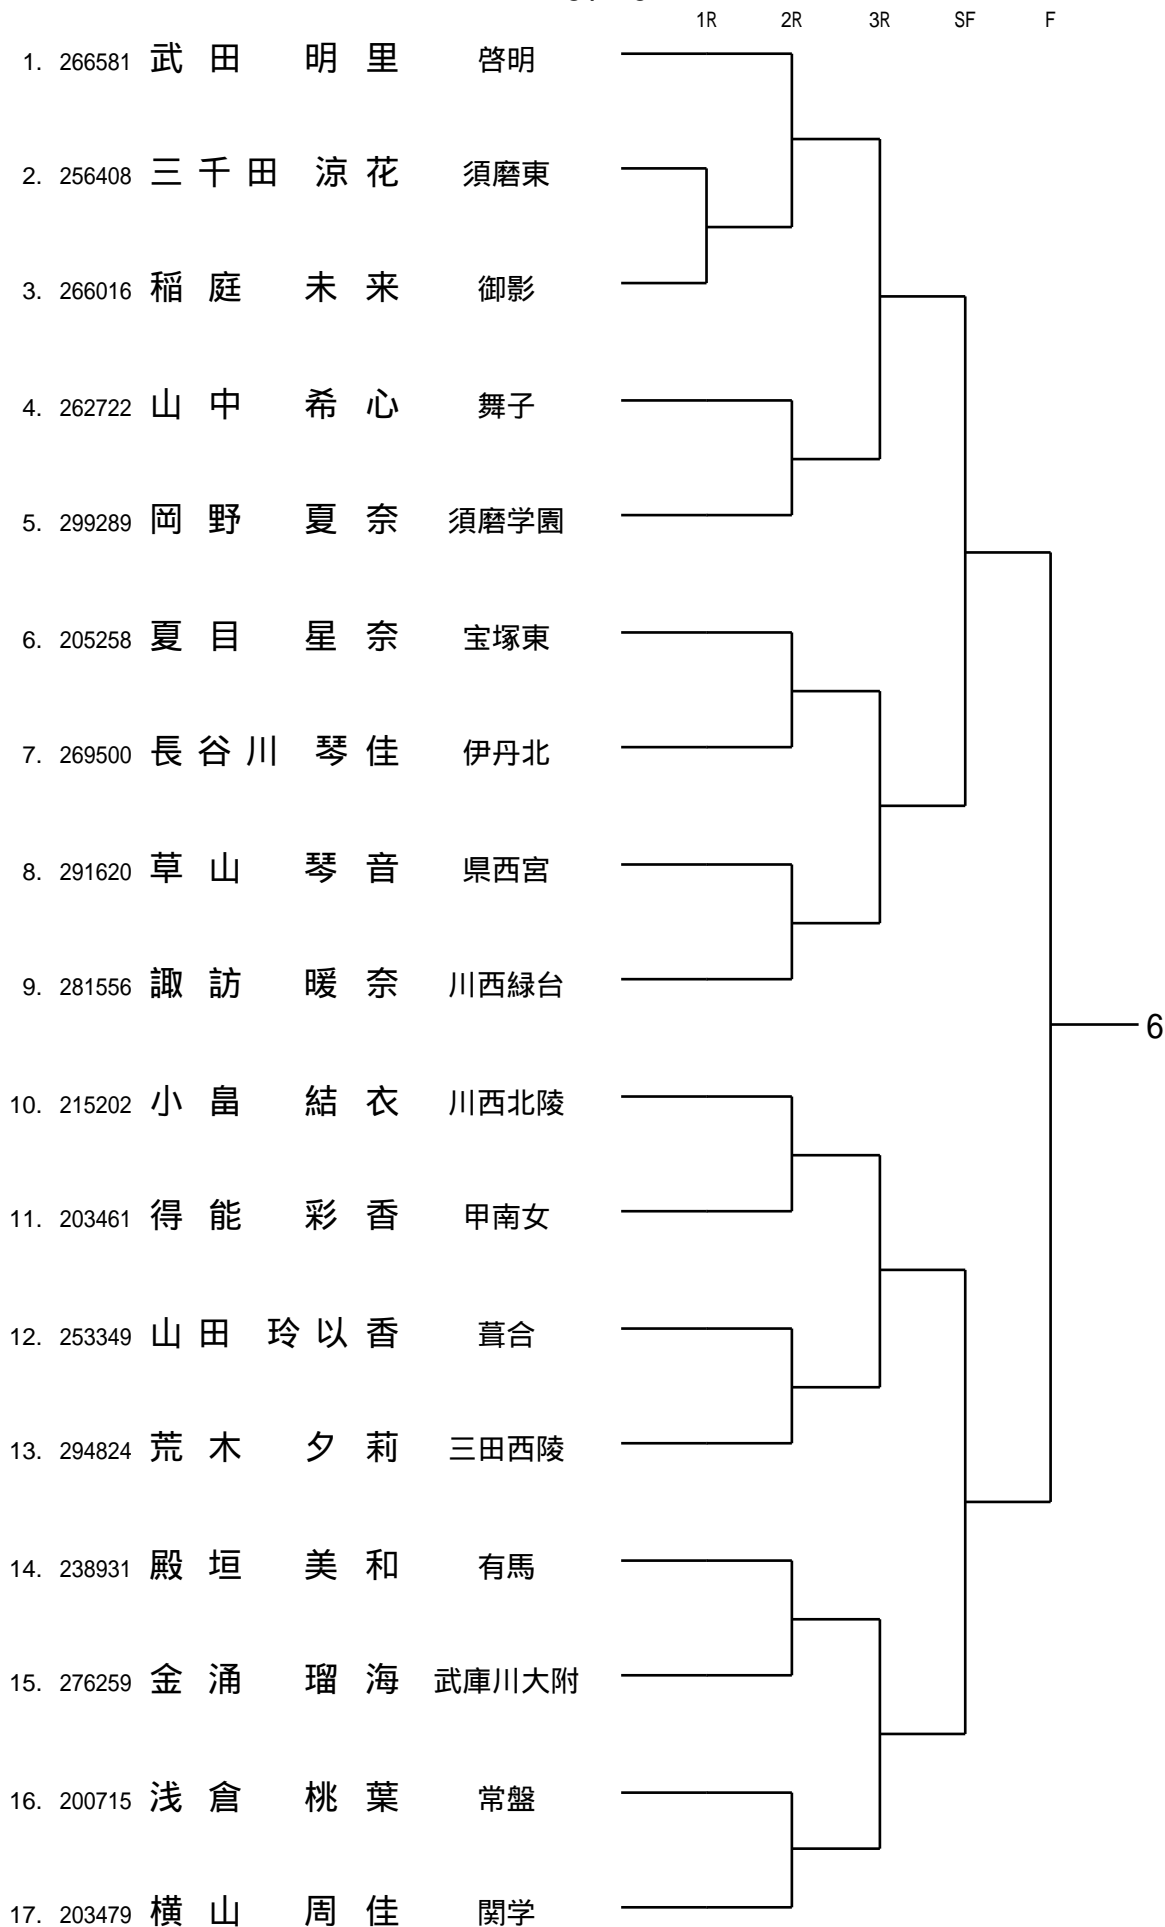 1R 2R 3R SF F
1. 266581 武田 明里 啓明
2. 256408 三千田 涼花 須磨東
3. 266016 稲庭 未来 御影
4. 262722 山中 希心 舞子
5. 299289 岡野 夏奈 須磨学園
6. 205258 夏目 星奈 宝塚東
7. 269500 長谷川 琴佳 伊丹北
8. 291620 草山 琴音 県西宮
9. 281556 諏訪 暖奈 川西緑台
6
10. 215202 小畠 結衣 川西北陵
11. 203461 得能 彩香 甲南女
12. 253349 山田 玲以香 葺合
13. 294824 荒木 夕莉 三田西陵
14. 238931 殿垣 美和 有馬
15. 276259 金涌 瑠海 武庫川大附
16. 200715 浅倉 桃葉 常盤
17. 203479 横山 周佳 関学